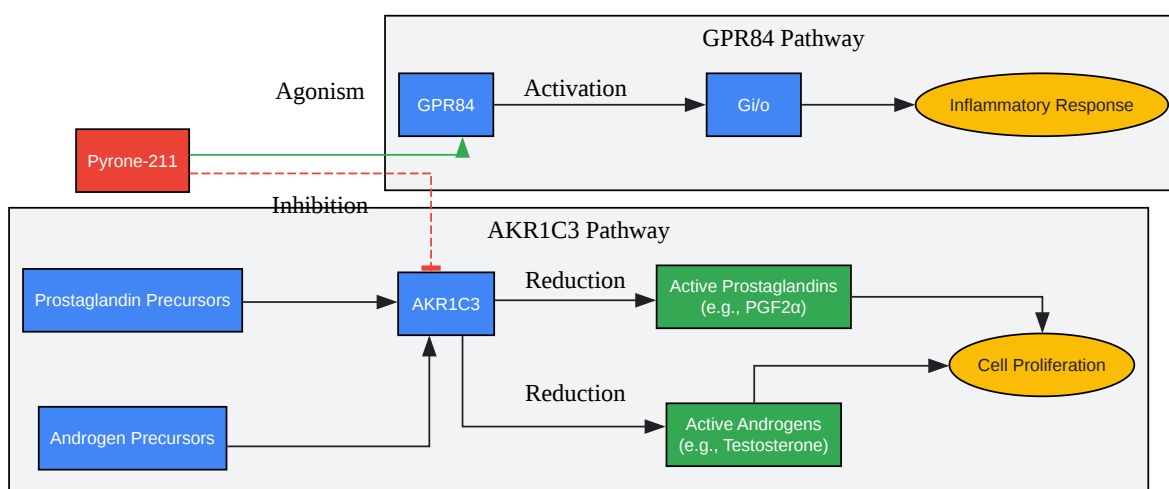 GPR84 Pathway
Agonism
GPR84
Activation
Gi/o
Inflammatory Response
Pyrone-211
Inhibition
AKR1C3 Pathway
Prostaglandin Precursors
AKR1C3
Reduction
Active Prostaglandins
(e.g., PGF2α)
Cell Proliferation
Androgen Precursors
Reduction
Active Androgens
(e.g., Testosterone)